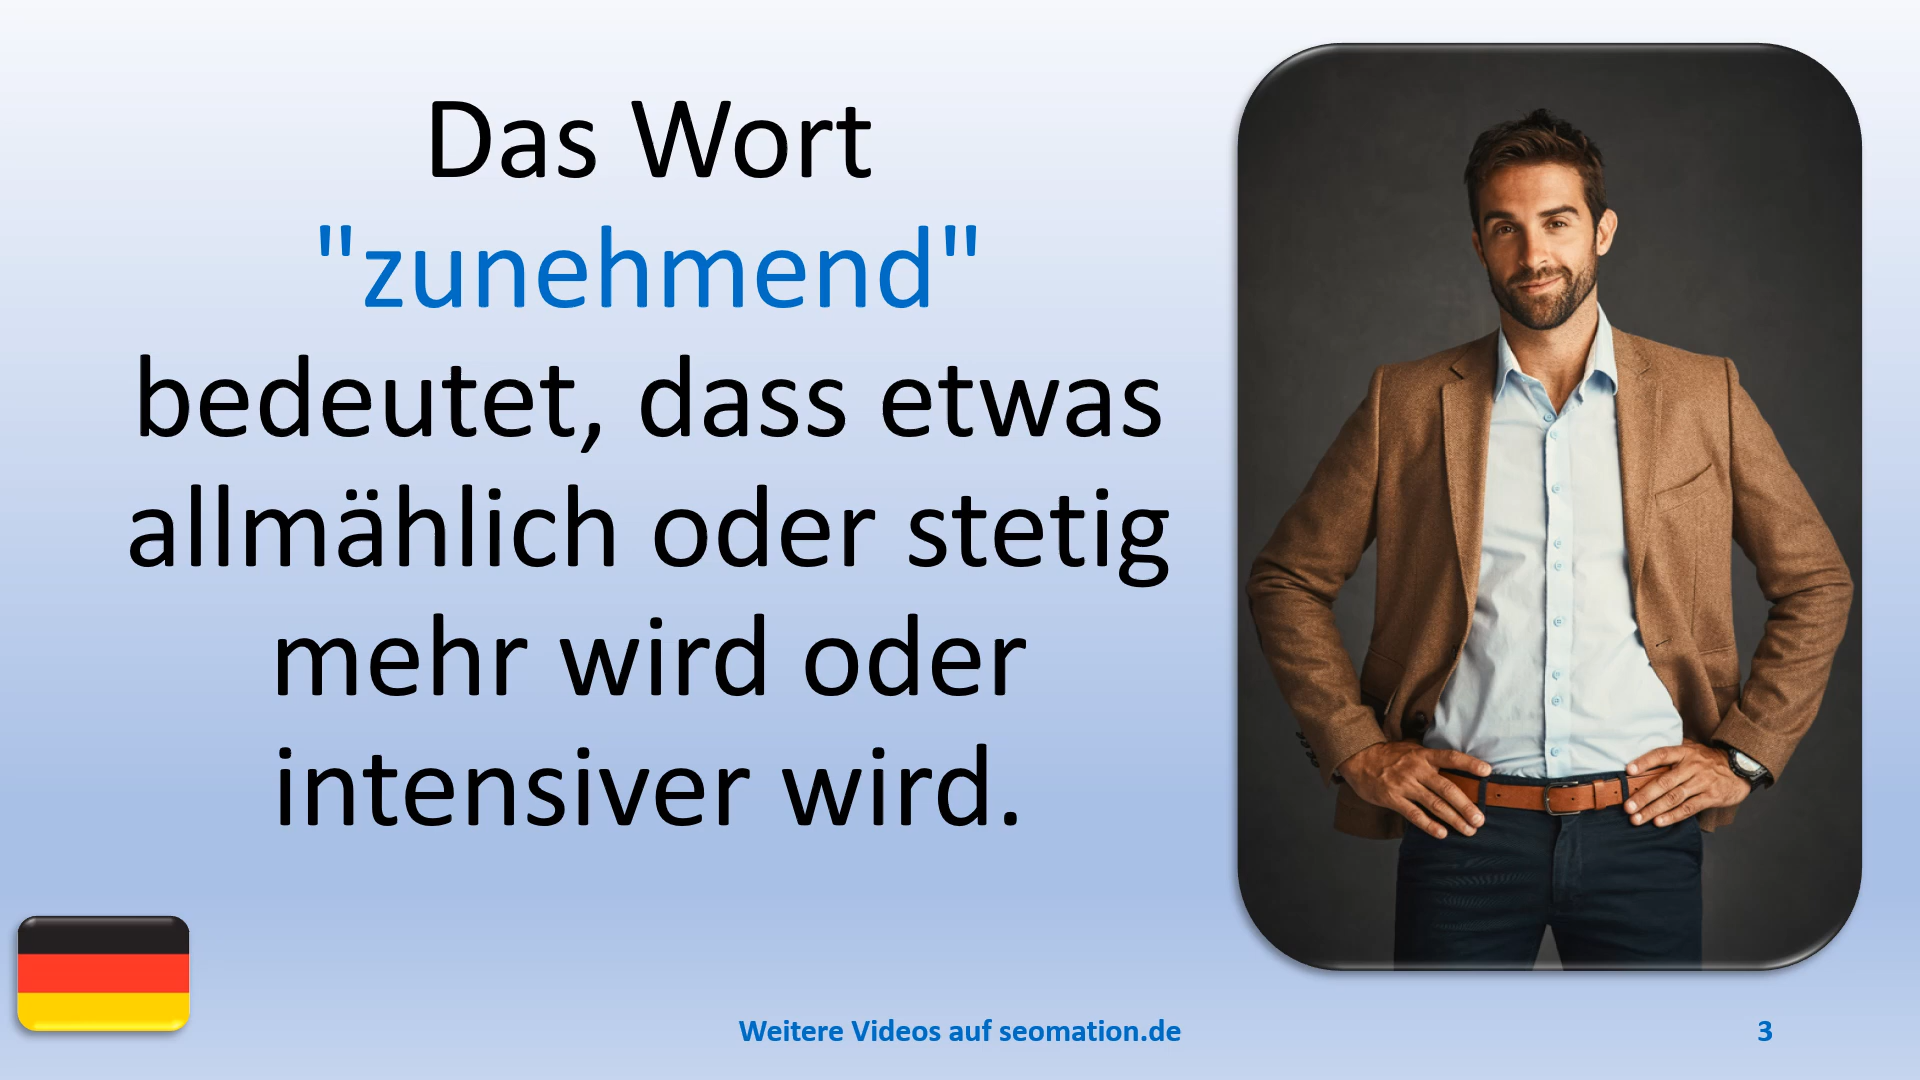 Das Wort
"zunehmend"
bedeutet, dass etwas
allmählich oder stetig
mehr wird oder
intensiver wird.
Weitere Videos auf seomation.de
3